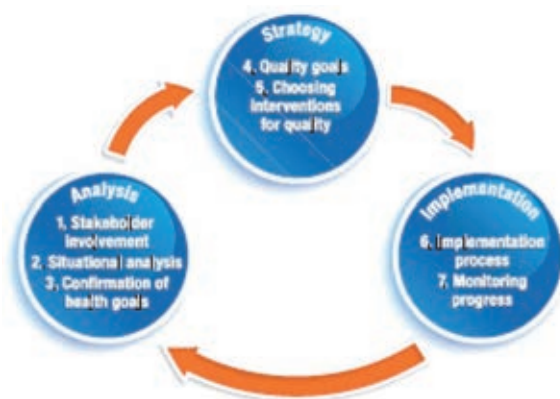 Strategy
4. Quality goals
5. Choosing
interventions
for quality
Analysis
1. Stakeholder
involvement
2. Situational analysis
3. Confirmation of
health goals
Implementation
6. Implementation
process
7. Monitoring
progress